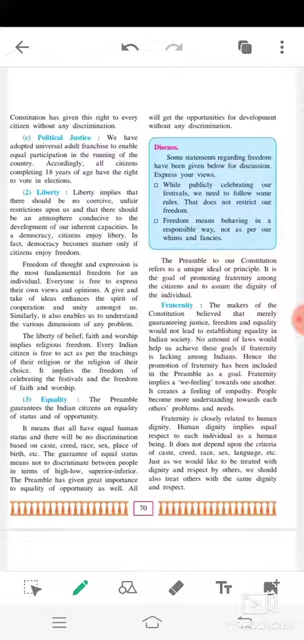 Constitution has given this right to every
citizen without any discrimination.
(c) Political Justice : We have
adopted universal adult franchise to enable
equal participation in the running of the
country. Accordingly, all citizens
completing 18 years of age have the right
to vote in elections.
(2) Liberty : Liberty implies that
there should be no coercive, unfair
restrictions upon us and that there should
be an atmosphere conducive to the
development of our inherent capacities. In
a democracy, citizens enjoy liberty. In
fact, democracy becomes mature only if
citizens enjoy freedom.
Freedom of thought and expression is
the most fundamental freedom for an
individual. Everyone is free to express
their own views and opinions. A give and
take of ideas enhances the spirit of
cooperation and unity amongst us.
Similarly, it also enables us to understand
the various dimensions of any problem.
The liberty of belief, faith and worship
implies religious freedom. Every Indian
citizen is free to act as per the teachings
of their religion or the religion of their
choice. It implies the freedom of
celebrating the festivals and the freedom
of faith and worship.
(3) Equality : The Preamble
guarantees the Indian citizens an equality
of status and of opportunity.
It means that all have equal human
status and there will be no discrimination
based on caste, creed, race, sex, place of
birth, etc. The guarantee of equal status
means not to discriminate between people
in terms of high-low, superior-inferior.
The Preamble has given great importance
to equality of opportunity as well. All
will get the opportunities for development
without any discrimination.
Discuss.
Some statements regarding freedom
have been given below for discussion.
Express your views.
While publicly celebrating our
festivals, we need to follow some rules.
That does not restrict our
freedom.
Freedom means behaving in a
responsible way, not as per our
whims and fancies.
The Preamble to our Constitution
refers to a unique ideal or principle. It is
the goal of promoting fraternity among
the citizens and to assure the dignity of
the individual.
Fraternity : The makers of the
Constitution believed that merely
guaranteeing justice, freedom and equality
would not lead to establishing equality in
Indian society. No amount of laws would
help us achieve these goals if fraternity
is lacking among Indians. Hence the
promotion of fraternity has been included
in the Preamble as a goal. Fraternity
implies a 'we-feeling' towards one another.
It creates a feeling of empathy. People
become more understanding towards each
others' problems and needs.
Fraternity is closely related to human
dignity. Human dignity implies equal
respect to each individual as a human
being. It does not depend upon the criteria
of caste, creed, race, sex, language, etc.
Just as we would like to be treated with
dignity and respect by others, we should
also treat others with the same dignity
and respect.
70
Tт